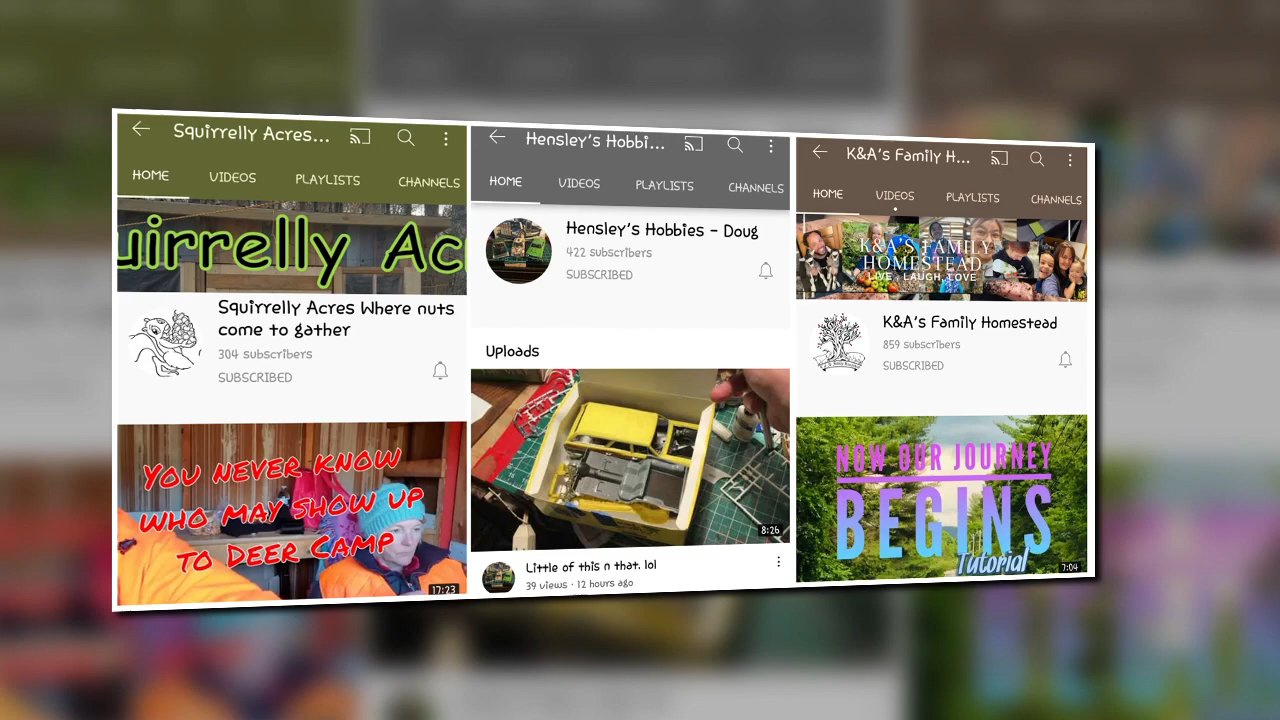 Squirrelly Acres...
HOME
VIDEOS
PLAYLISTS
CHANNELS
uirrelly Ac
Squirrelly Acres Where nuts
come to gather
304 subscribers
SUBSCRIBED
YOU NEVER KNOW
WHO MAY SHOW UP
TO DEER CAMP
17:23
Hensley's Hobbi...
HOME
VIDEOS
PLAYLISTS
CHANNELS
Hensley's Hobbies - Doug
422 subscribers
SUBSCRIBED
Uploads
8:26
Little of this n that. lol
39 views · 12 hours ago
K&A's Family H...
HOME
VIDEOS
PLAYLISTS
CHANNELS
K&A'S FAMILY
HOMESTEAD
LIVE . LAUGH. LOVE
K&A's Family Homestead
859 subscribers
SUBSCRIBED
NOW OUR JOURNEY
BEGINS
Tutorial
7:04